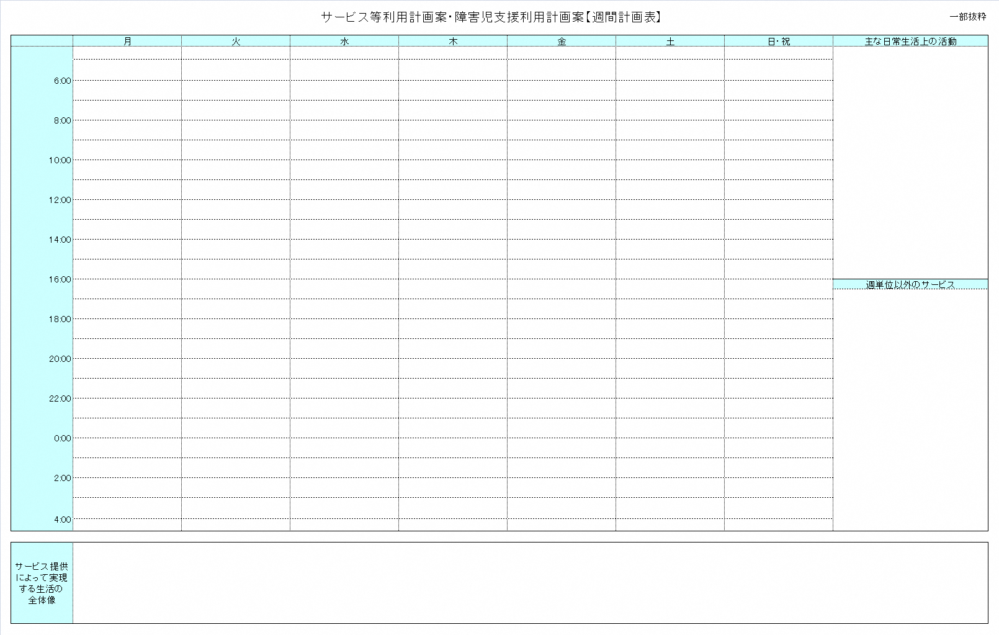 サービス等利用計画案・障害児支援利用計画案【週間計画表】
一部抜粋
月 火 水 木 金 土 日・祝 主な日常生活上の活動
6:00
8:00
10:00
12:00
14:00
16:00
週単位以外のサービス
18:00
20:00
22:00
0:00
2:00
4:00
サービス提供
によって実現
する生活の
全体像